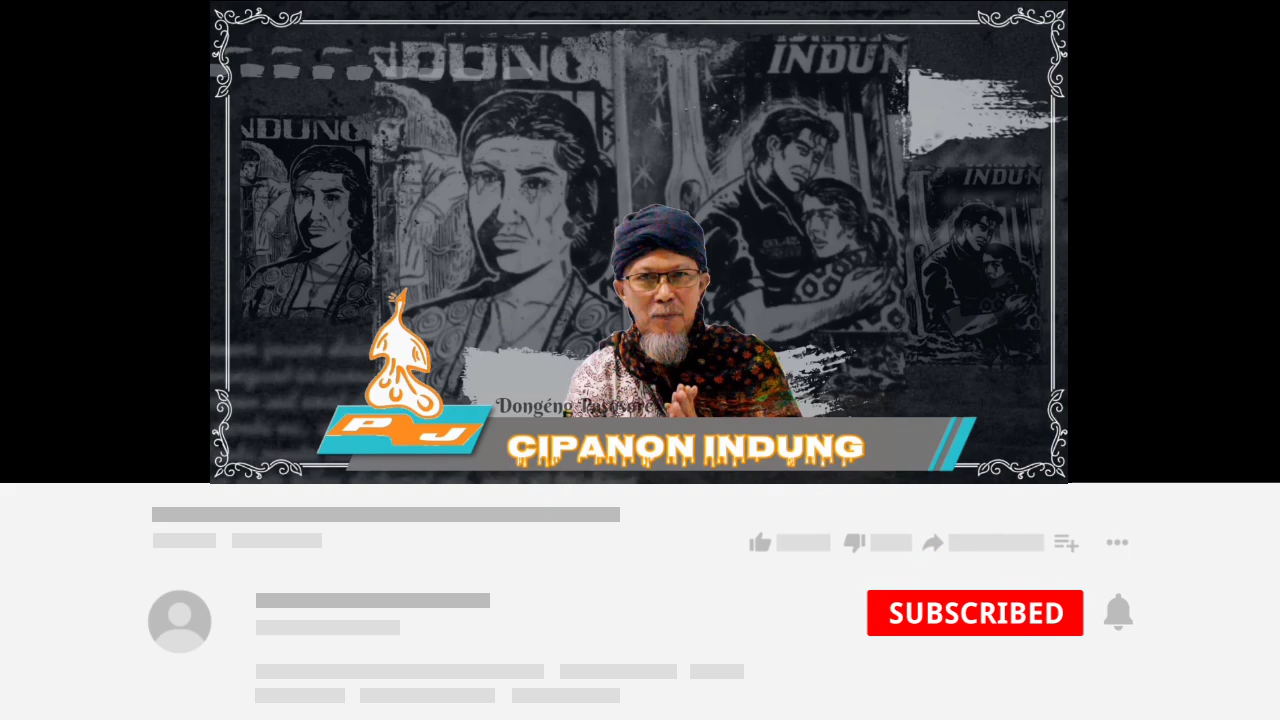 INDUNG
INDUN
INDUNG
INDUN
Dongéng
P J
CIPANON INDUNG
SUBSCRIBED